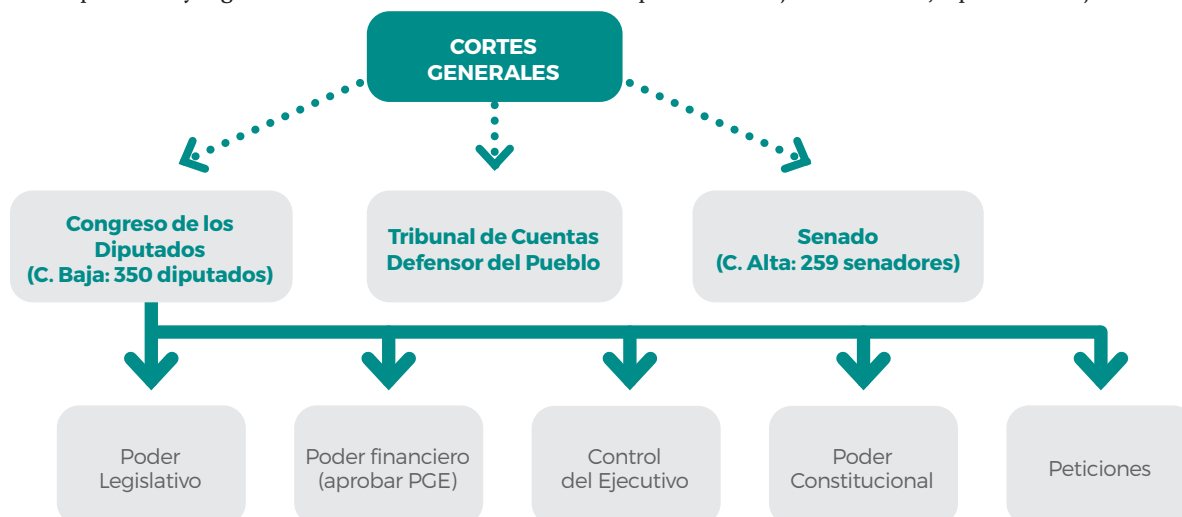 CORTES
GENERALES
Congreso de los
Diputados
(C. Baja: 350 diputados)
Tribunal de Cuentas
Defensor del Pueblo
Senado
(C. Alta: 259 senadores)
Poder
Legislativo
Poder financiero
(aprobar PGE)
Control
del Ejecutivo
Poder
Constitucional
Peticiones